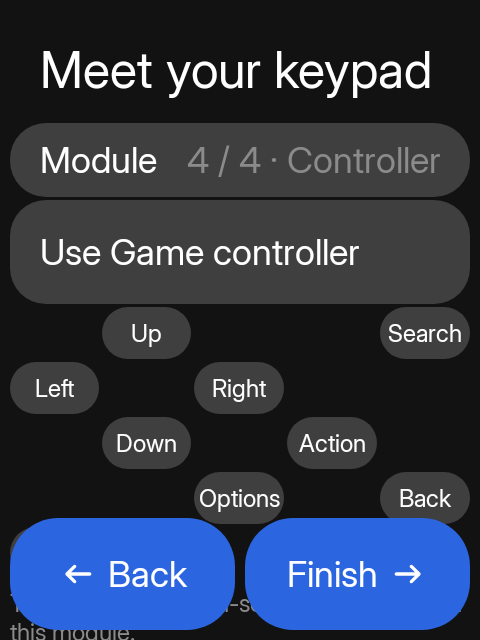 Meet your keypad
Module 4 / 4 · Controller
Use Game controller
Up Search
Left Right
Down Action
Options Back
← Back Finish →
this module.